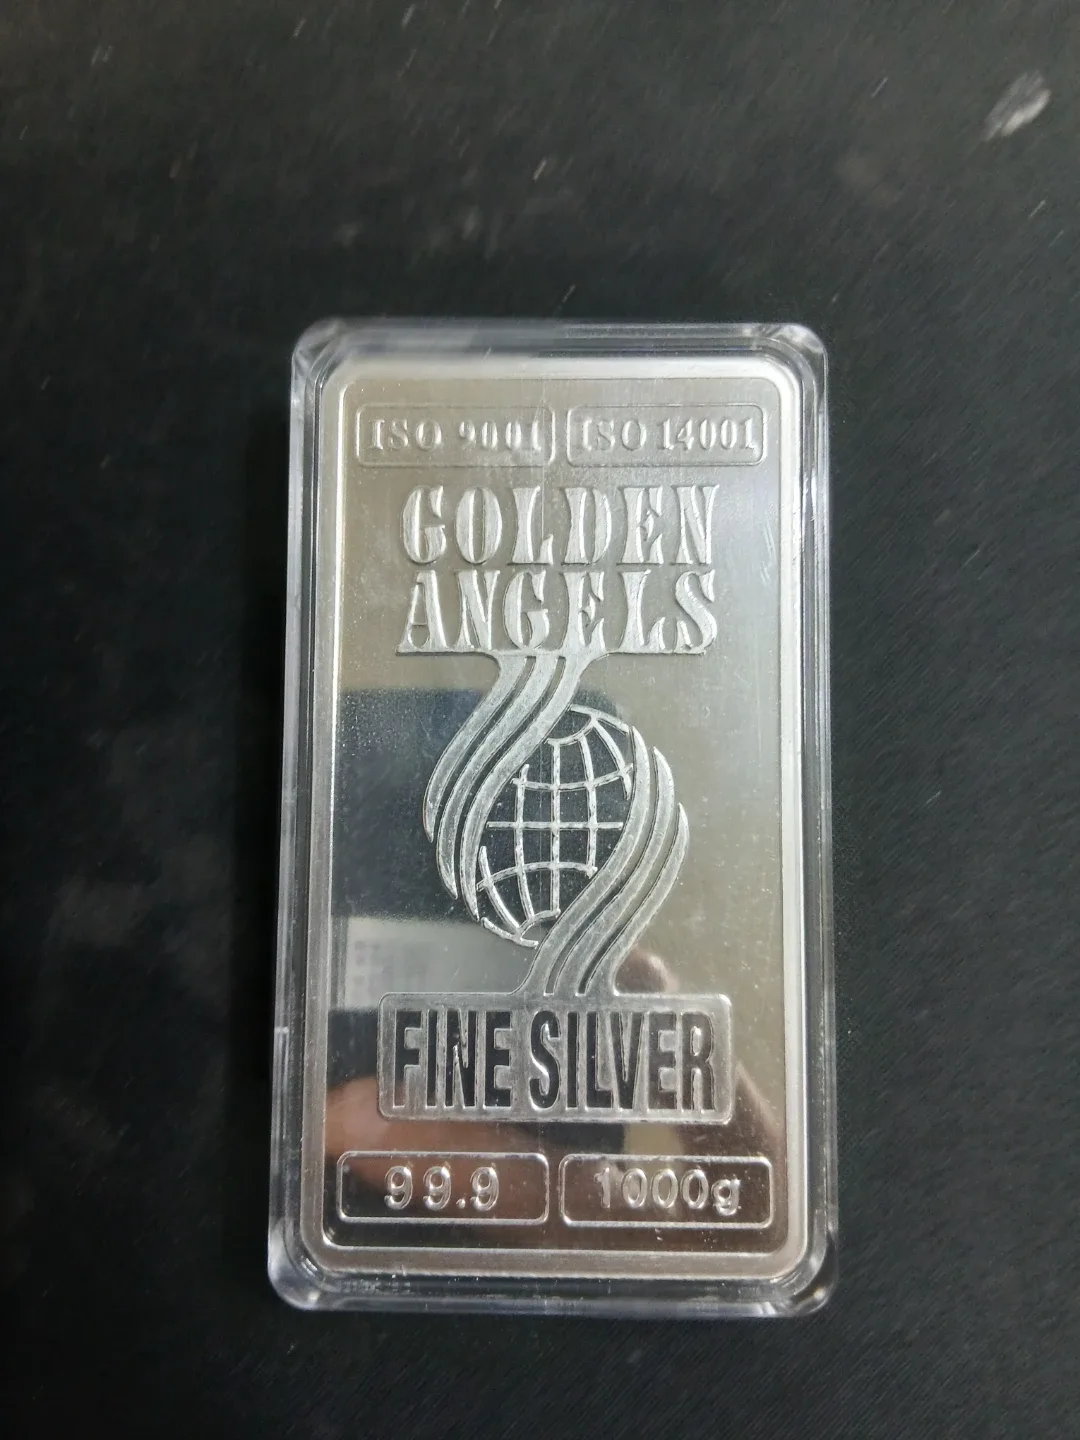 ISO 9001 ISO 14001
GOLDEN
ANGELS
FINE SILVER
99.9 1000g